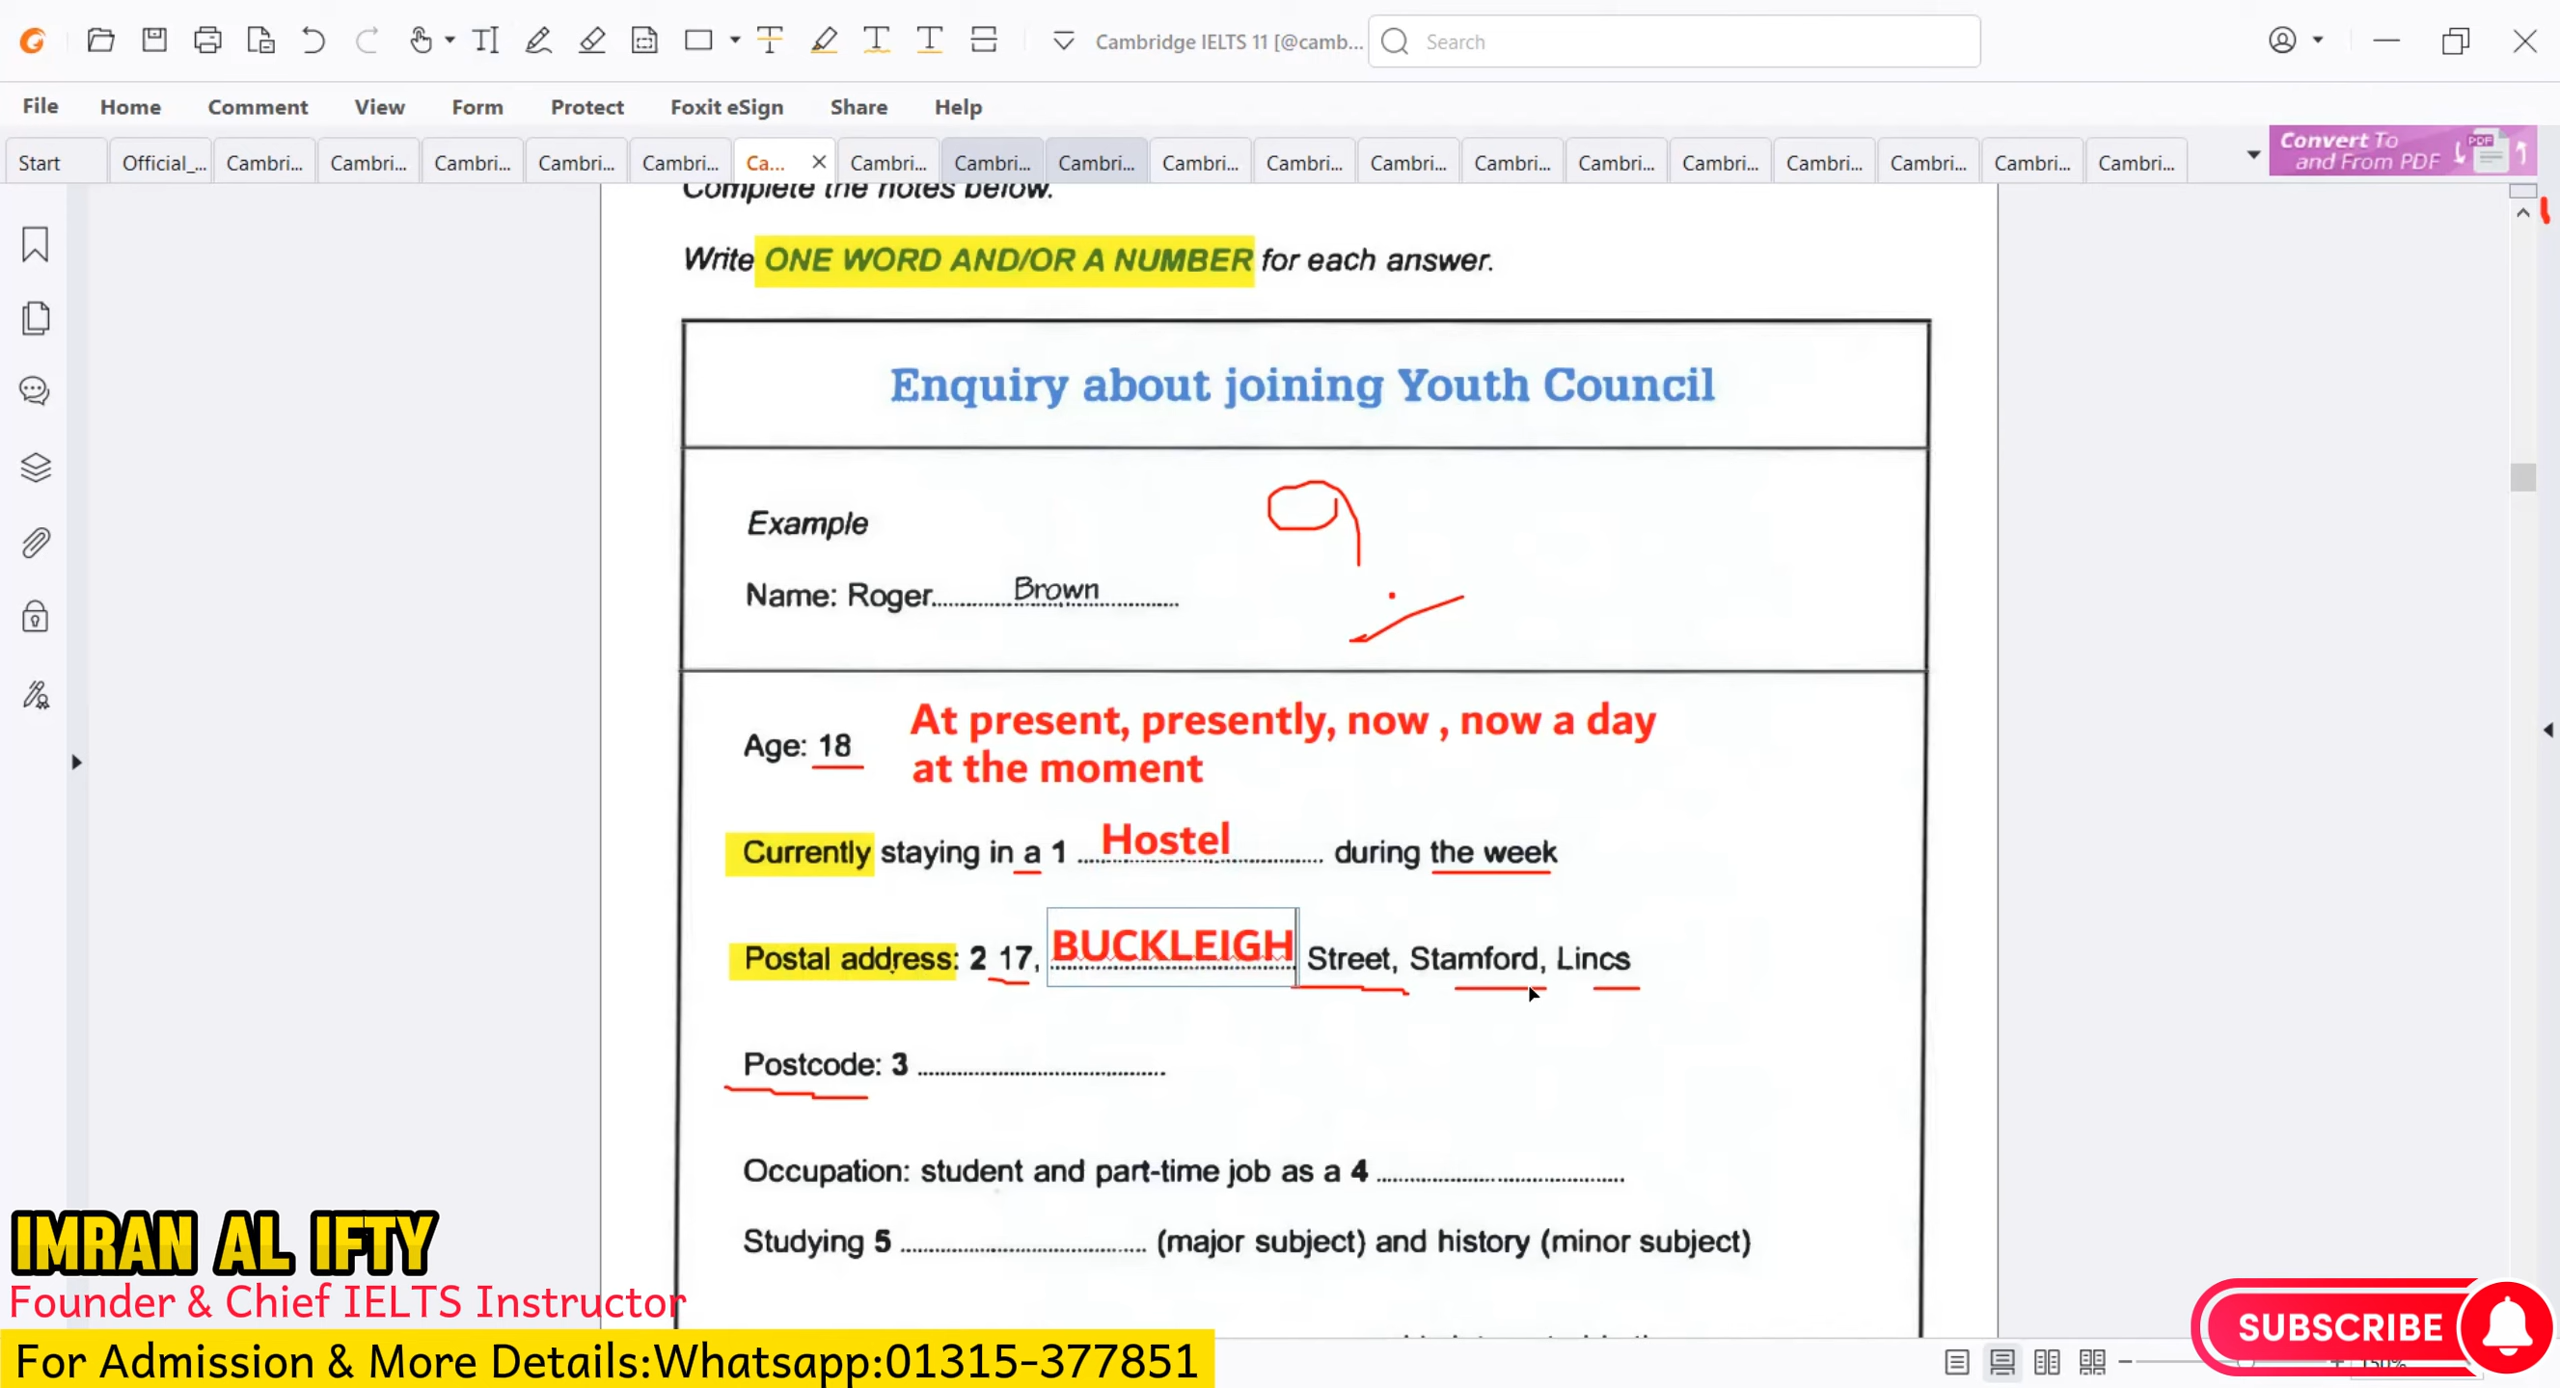 Cambridge IELTS 11 [@camb... Search
File Home Comment View Form Protect Foxit eSign Share Help
Start Official_... Cambri... Cambri... Cambri... Cambri... Cambri... Ca... Cambri... Cambri... Cambri... Cambri... Cambri... Cambri... Cambri... Cambri... Cambri... Cambri... Cambri... Cambri... Cambri...
Convert To
and From PDF
PDF
Complete the notes below.
Write ONE WORD AND/OR A NUMBER for each answer.
Enquiry about joining Youth Council
Example
Name: Roger Brown
At present, presently, now , now a day
Age: 18
at the moment
Currently staying in a 1 Hostel during the week
Postal address: 2 17, BUCKLEIGH Street, Stamford, Lincs
Postcode: 3
Occupation: student and part-time job as a 4
Studying 5 (major subject) and history (minor subject)
IMRAN AL IFTY
Founder & Chief IELTS Instructor
For Admission & More Details:Whatsapp:01315-377851
SUBSCRIBE